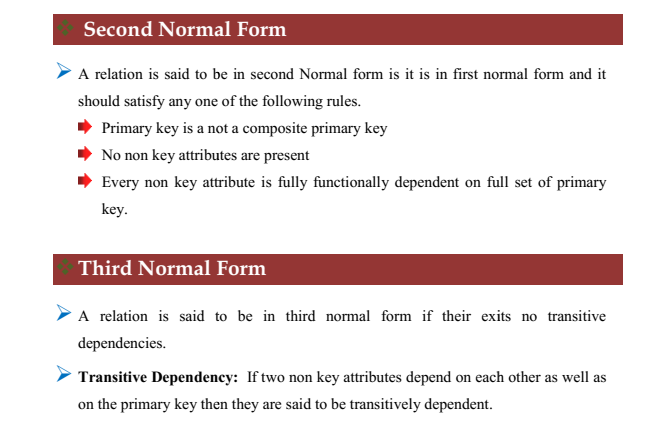 Second Normal Form
A relation is said to be in second Normal form is it is in first normal form and it
should satisfy any one of the following rules.
Primary key is a not a composite primary key
No non key attributes are present
Every non key attribute is fully functionally dependent on full set of primary
key.
Third Normal Form
A relation is said to be in third normal form if their exits no transitive
dependencies.
Transitive Dependency: If two non key attributes depend on each other as well as
on the primary key then they are said to be transitively dependent.